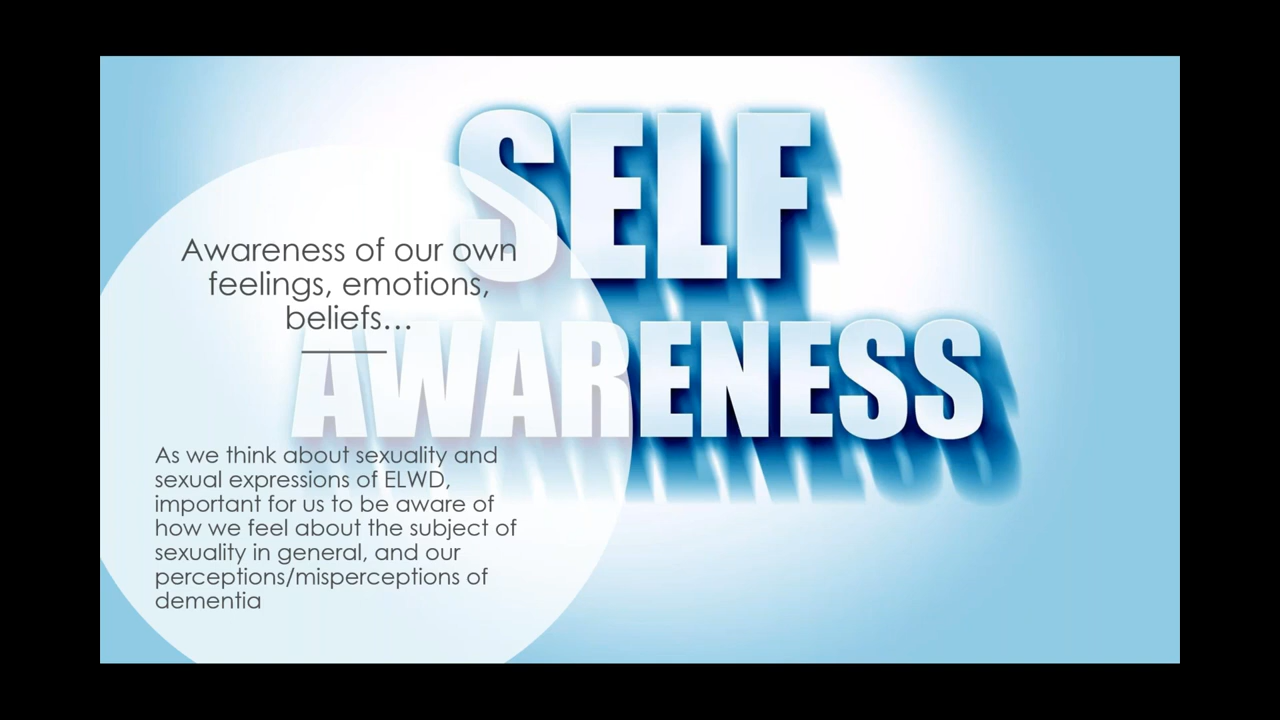 SELF
AWARENESS
Awareness of our own
feelings, emotions,
beliefs…
As we think about sexuality and
sexual expressions of ELWD,
important for us to be aware of
how we feel about the subject of
sexuality in general, and our
perceptions/misperceptions of
dementia